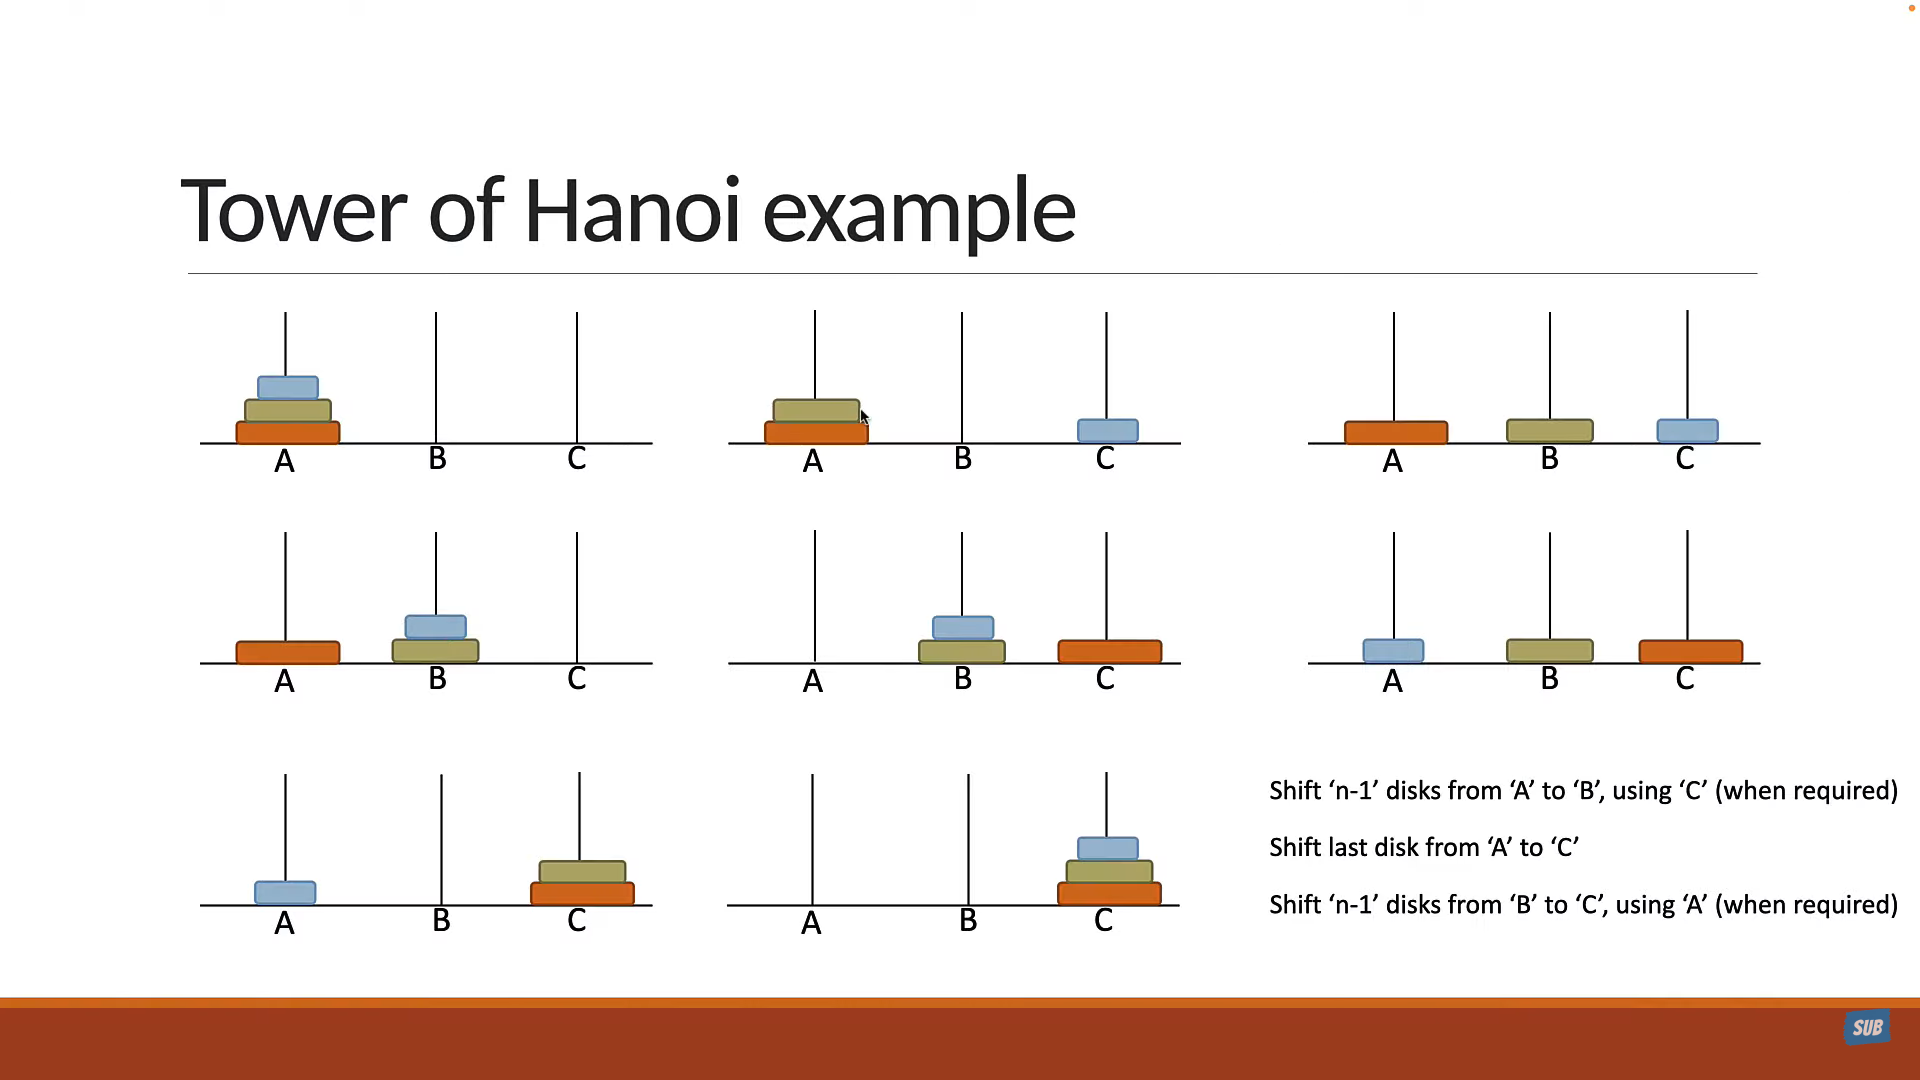 Tower of Hanoi example
A B C
A B C
A B C
A B C
A B C
A B C
A B C
A B C
Shift ‘n-1’ disks from ‘A’ to ‘B’, using ‘C’ (when required)
Shift last disk from ‘A’ to ‘C’
Shift ‘n-1’ disks from ‘B’ to ‘C’, using ‘A’ (when required)
SUB